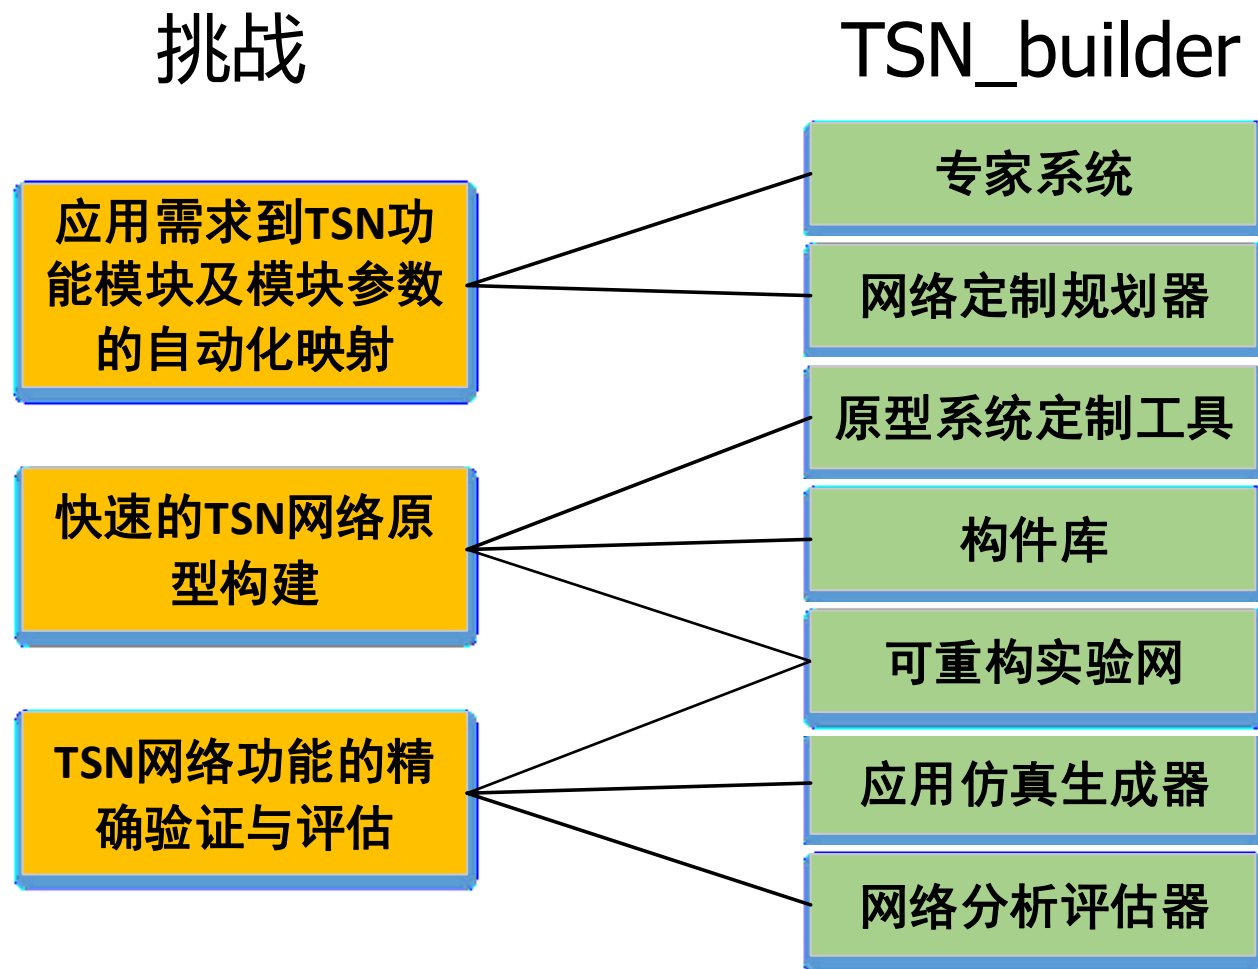 挑战
TSN_builder
应用需求到TSN功
能模块及模块参数
的自动化映射
快速的TSN网络原
型构建
TSN网络功能的精
确验证与评估
专家系统
网络定制规划器
原型系统定制工具
构件库
可重构实验网
应用仿真生成器
网络分析评估器